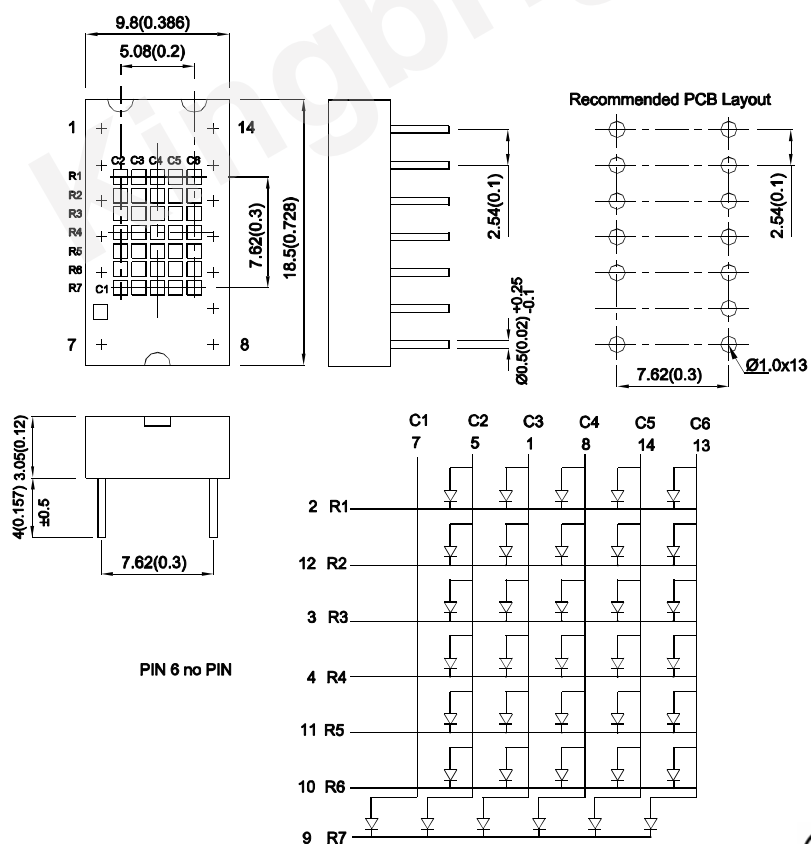 9.8(0.386)
5.08(0.2)
1
14
C2 C3 C4 C5 C6
R1
R2
R3
R4
R5
R6
R7
C1
7
8
7.62(0.3)
18.5(0.728)
2.54(0.1)
Ø0.5(0.02) +0.25
-0.1
Recommended PCB Layout
2.54(0.1)
Ø1.0x13
7.62(0.3)
3.05(0.12)
4(0.157)
±0.5
7.62(0.3)
PIN 6 no PIN
C1 C2 C3 C4 C5 C6
7 5 1 8 14 13
2 R1
12 R2
3 R3
4 R4
11 R5
10 R6
9 R7
Kingbright